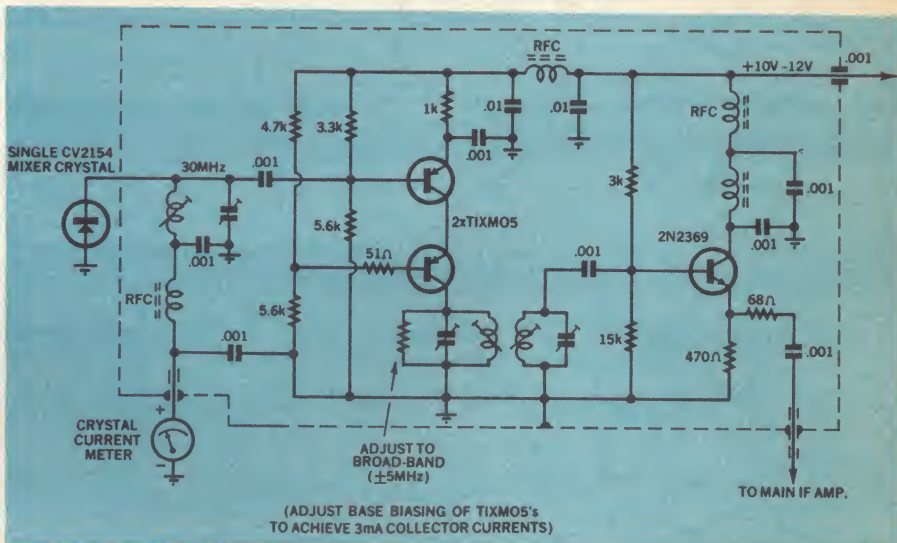 RFC
+10V-12V
.001
1k
.01
.01
RFC
4.7k
3.3k
.001
SINGLE CV2154
MIXER CRYSTAL
30MHz
.001
3k
.001
5.6k
2xTIXMO5
2N2369
.001
.001
51Ω
.001
68Ω
RFC
5.6k
.001
15k
470Ω
.001
+
CRYSTAL
CURRENT
METER
-
ADJUST TO
BROAD-BAND
(±5MHz)
TO MAIN IF AMP.
(ADJUST BASE BIASING OF TIXMO5's
TO ACHIEVE 3mA COLLECTOR CURRENTS)